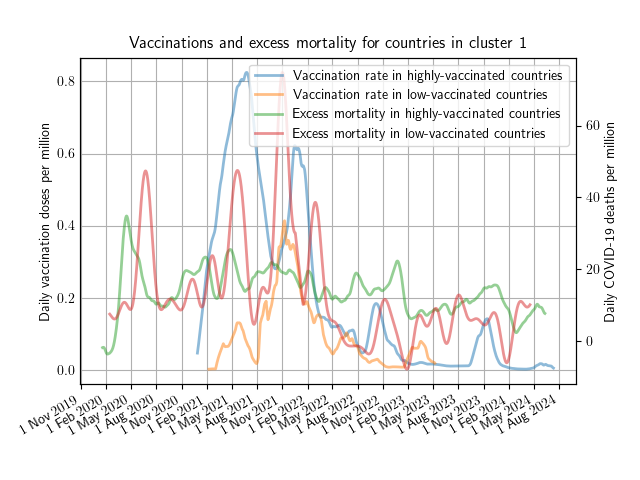 Vaccinations and excess mortality for countries in cluster 1
Vaccination rate in highly-vaccinated countries
Vaccination rate in low-vaccinated countries
Excess mortality in highly-vaccinated countries
Excess mortality in low-vaccinated countries
Daily vaccination doses per million
0.8
0.6
0.4
0.2
0.0
60
40
20
0
Daily COVID-19 deaths per million
1 Nov 2019
1 Feb 2020
1 May 2020
1 Aug 2020
1 Nov 2020
1 Feb 2021
1 May 2021
1 Aug 2021
1 Nov 2021
1 Feb 2022
1 May 2022
1 Aug 2022
1 Nov 2022
1 Feb 2023
1 May 2023
1 Aug 2023
1 Nov 2023
1 Feb 2024
1 May 2024
1 Aug 2024